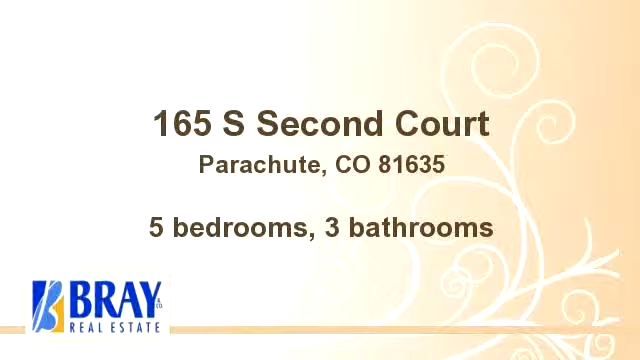 165 S Second Court
Parachute, CO 81635
5 bedrooms, 3 bathrooms
BRAY & CO.
REAL ESTATE